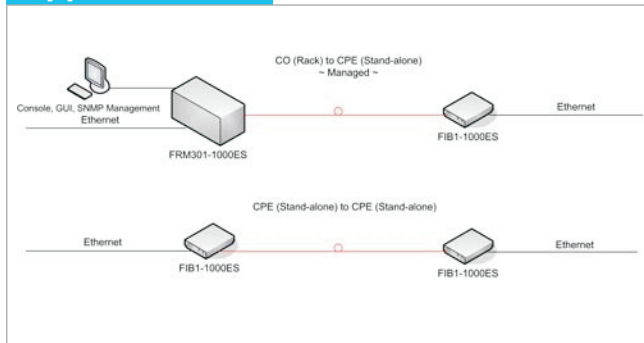 CO (Rack) to CPE (Stand-alone)
~ Managed ~
Console, GUI, SNMP Management
Ethernet
Ethernet
FRM301-1000ES
FIB1-1000ES
CPE (Stand-alone) to CPE (Stand-alone)
Ethernet
Ethernet
FIB1-1000ES
FIB1-1000ES